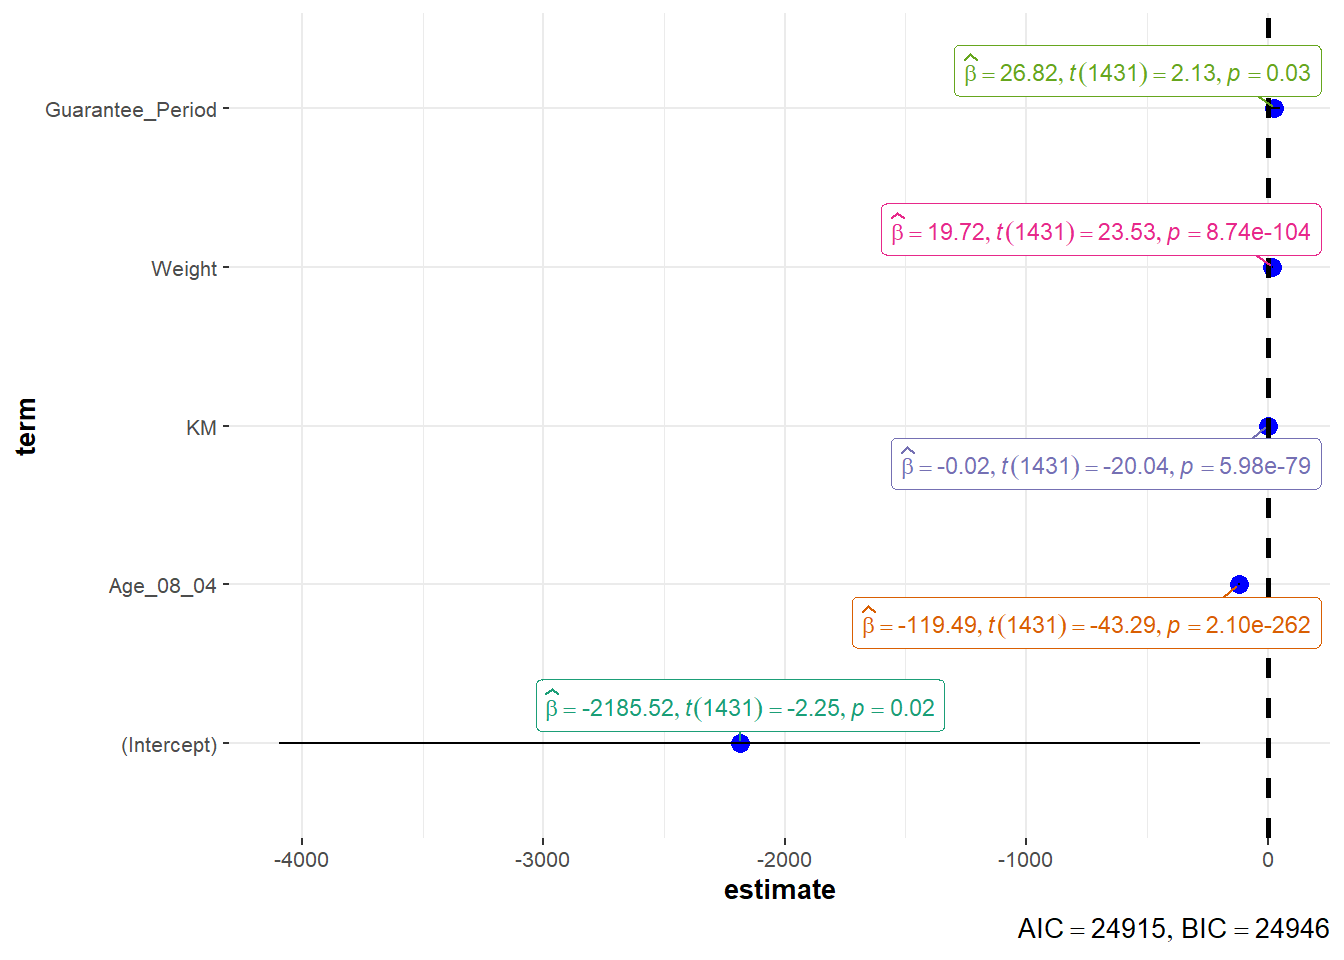 β̂ = 26.82, t(1431) = 2.13, p = 0.03
Guarantee_Period
β̂ = 19.72, t(1431) = 23.53, p = 8.74e-104
Weight
KM
β̂ = -0.02, t(1431) = -20.04, p = 5.98e-79
Age_08_04
β̂ = -119.49, t(1431) = -43.29, p = 2.10e-262
β̂ = -2185.52, t(1431) = -2.25, p = 0.02
(Intercept)
term
-4000 -3000 -2000 -1000 0
estimate
AIC = 24915, BIC = 24946